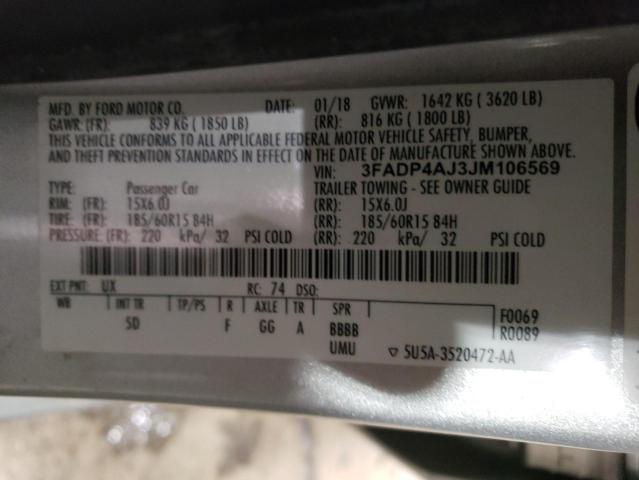 MFD. BY FORD MOTOR CO. DATE: 01/18 GVWR: 1642 KG ( 3620 LB)
GAWR: (FR): 839 KG ( 1850 LB) (RR): 816 KG ( 1800 LB)
THIS VEHICLE CONFORMS TO ALL APPLICABLE FEDERAL MOTOR VEHICLE SAFETY, BUMPER,
AND THEFT PREVENTION STANDARDS IN EFFECT ON THE DATE OF MANUFACTURE SHOWN ABOVE.
VIN: 3FADP4AJ3JM106569
TYPE: Passenger Car TRAILER TOWING - SEE OWNER GUIDE
RIM: (FR): 15X6.0J (RR): 15X6.0J
TIRE: (FR): 185/60R15 84H (RR): 185/60R15 84H
PRESSURE: (FR): 220 kPa/ 32 PSI COLD (RR): 220 kPa/ 32 PSI COLD
EXT PNT: UX RC: 74 DSO:
WB INT TR TP/PS R AXLE TR SPR F0069
5D F GG A BBBB R0089
UMU ▽ 5U5A-3520472-AA